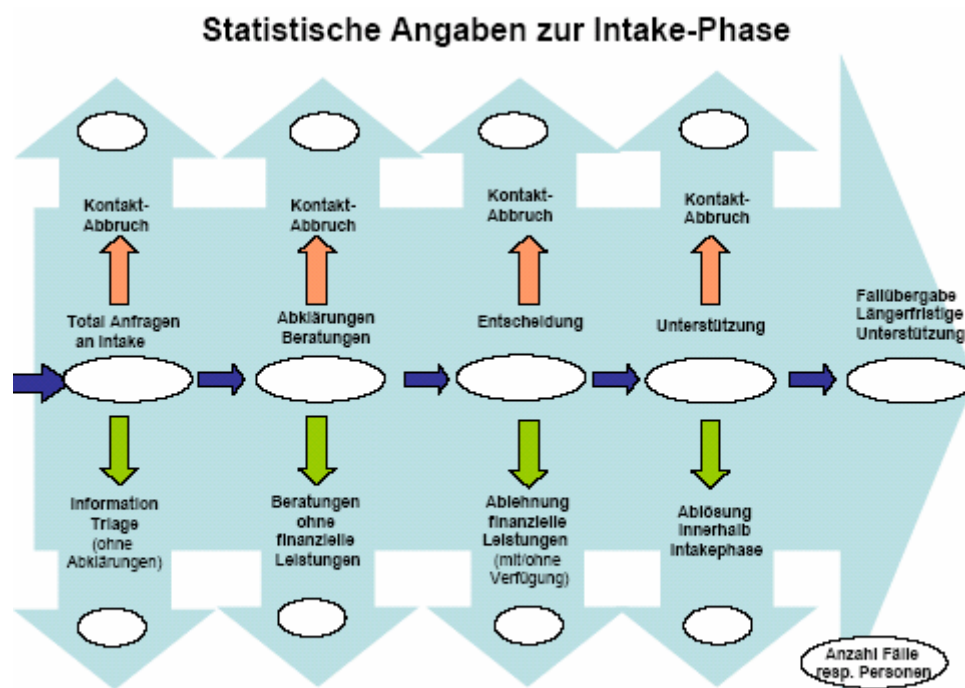 Statistische Angaben zur Intake-Phase
Kontakt-
Abbruch
Kontakt-
Abbruch
Kontakt-
Abbruch
Kontakt-
Abbruch
Total Anfragen
an Intake
Abklärungen
Beratungen
Entscheidung
Unterstützung
Fallübergabe
Längerfristige
Unterstützung
Information
Triage
(ohne
Abklärungen)
Beratungen
ohne
finanzielle
Leistungen
Ablehnung
finanzielle
Leistungen
(mit/ohne
Verfügung)
Ablösung
Innerhalb
Intakephase
Anzahl Fälle
resp. Personen